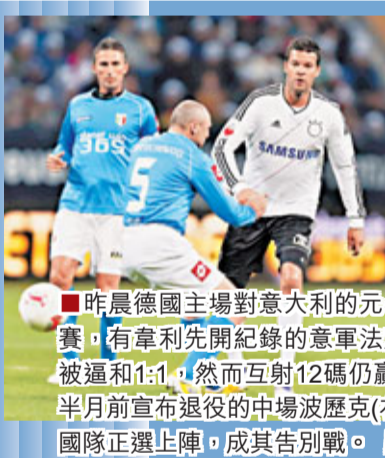 365
5
SAMSUNG
■昨晨德國主場對意大利的元
賽，有韋利先開紀錄的意軍法
被逼和1:1，然而互射12碼仍贏
半月前宣布退役的中場波歷克(
國隊正選上陣，成其告別戰。